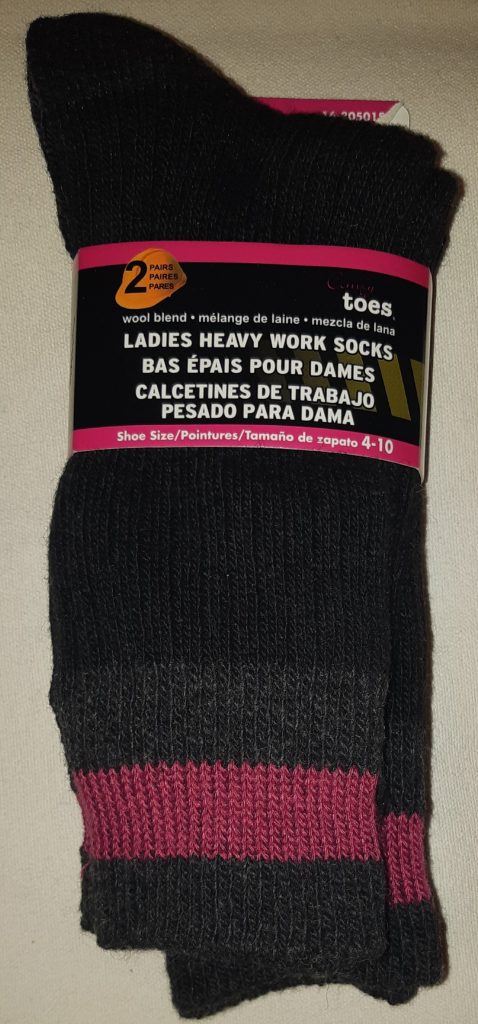 2 PAIRS
PAIRES
PARES
toes
wool blend • mélange de laine • mezcla de lana
LADIES HEAVY WORK SOCKS
BAS ÉPAIS POUR DAMES
CALCETINES DE TRABAJO
PESADO PARA DAMA
Shoe Size/Pointures/Tamaño de zapato 4-10